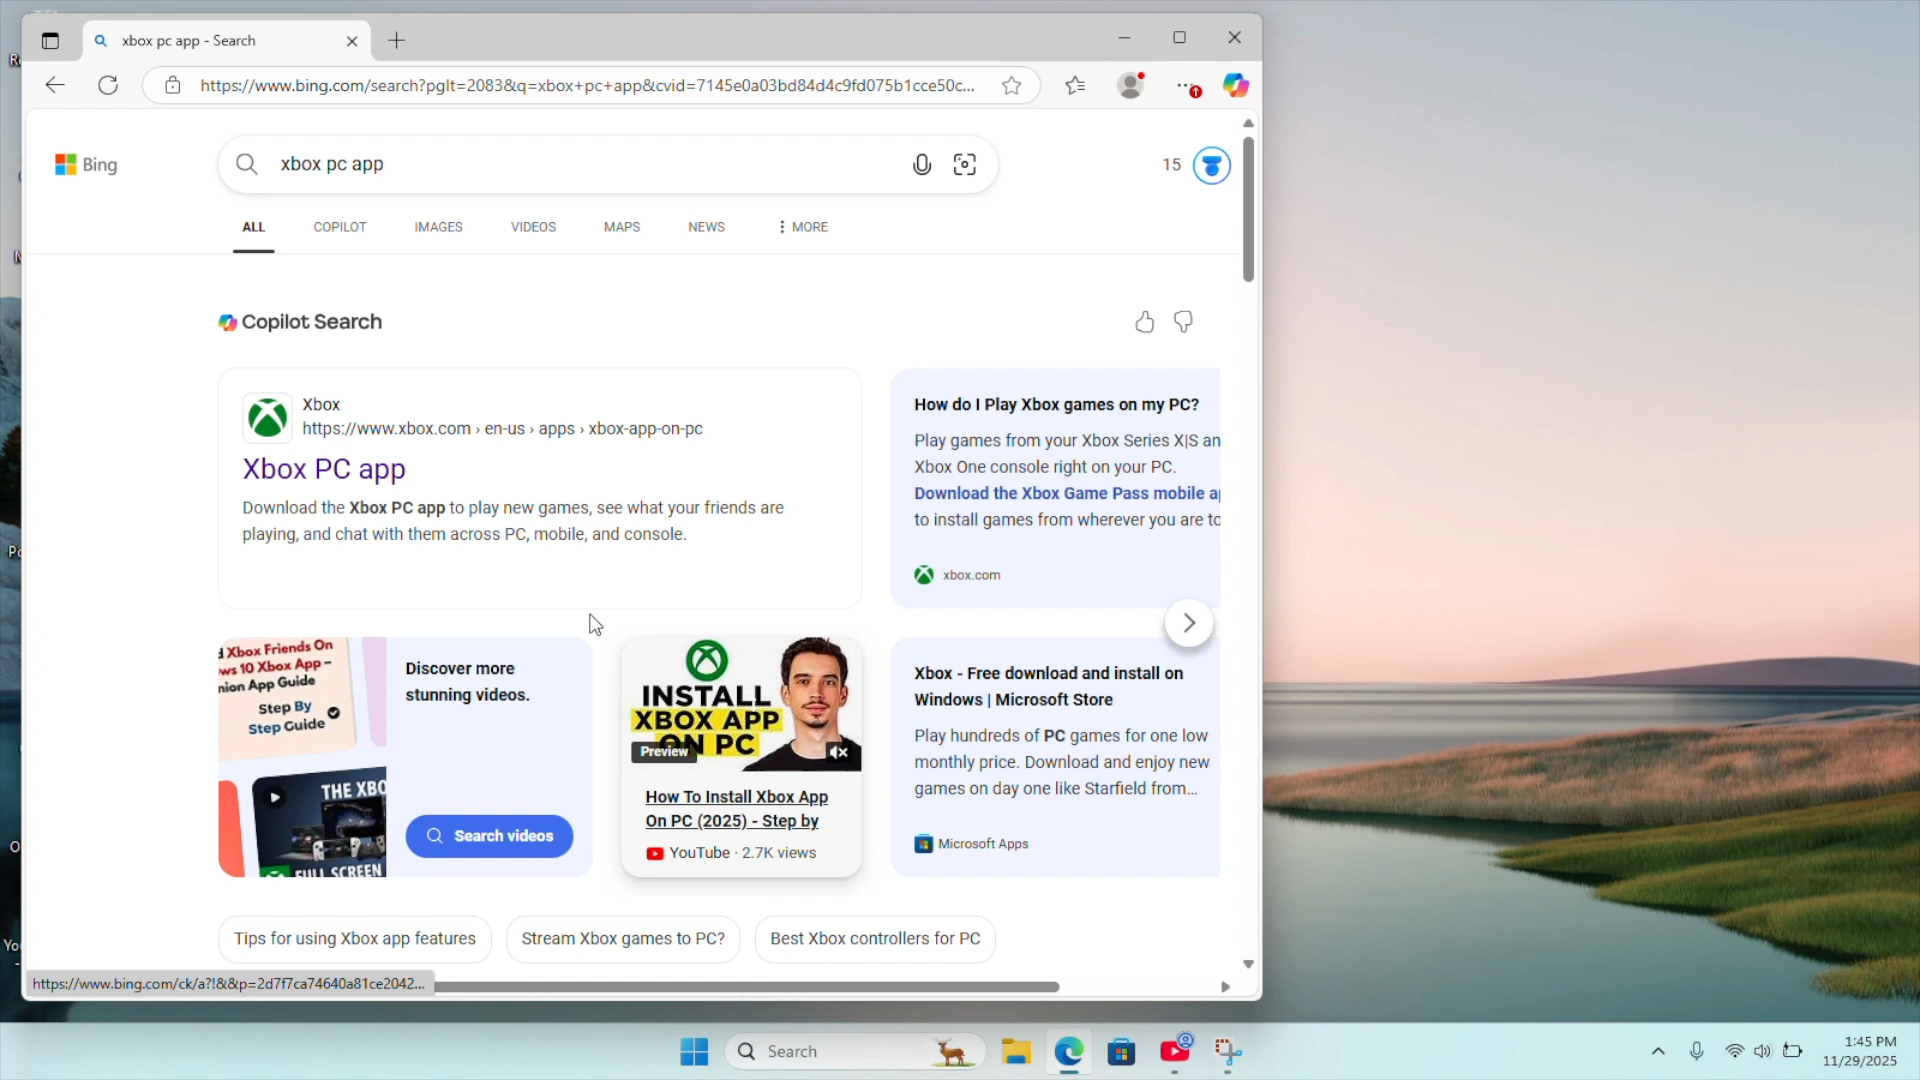 xbox pc app - Search
https://www.bing.com/search?pglt=2083&q=xbox+pc+app&cvid=7145e0a03bd84d4c9fd075b1cce50c...
Bing
xbox pc app
15
ALL
COPILOT
IMAGES
VIDEOS
MAPS
NEWS
MORE
Copilot Search
Xbox
https://www.xbox.com › en-us › apps › xbox-app-on-pc
Xbox PC app
Download the Xbox PC app to play new games, see what your friends are
playing, and chat with them across PC, mobile, and console.
How do I Play Xbox games on my PC?
Play games from your Xbox Series X|S an
Xbox One console right on your PC.
Download the Xbox Game Pass mobile ap
to install games from wherever you are to
xbox.com
d Xbox Friends On
ws 10 Xbox App –
nion App Guide
Step By
Step Guide
THE XBO
FULL SCREEN
Discover more
stunning videos.
Search videos
INSTALL
XBOX APP
ON PC
Preview
How To Install Xbox App
On PC (2025) - Step by
YouTube · 2.7K views
Xbox - Free download and install on
Windows | Microsoft Store
Play hundreds of PC games for one low
monthly price. Download and enjoy new
games on day one like Starfield from...
Microsoft Apps
Tips for using Xbox app features
Stream Xbox games to PC?
Best Xbox controllers for PC
https://www.bing.com/ck/a?!&&p=2d7f7ca74640a81ce2042...
Search
1:45 PM
11/29/2025